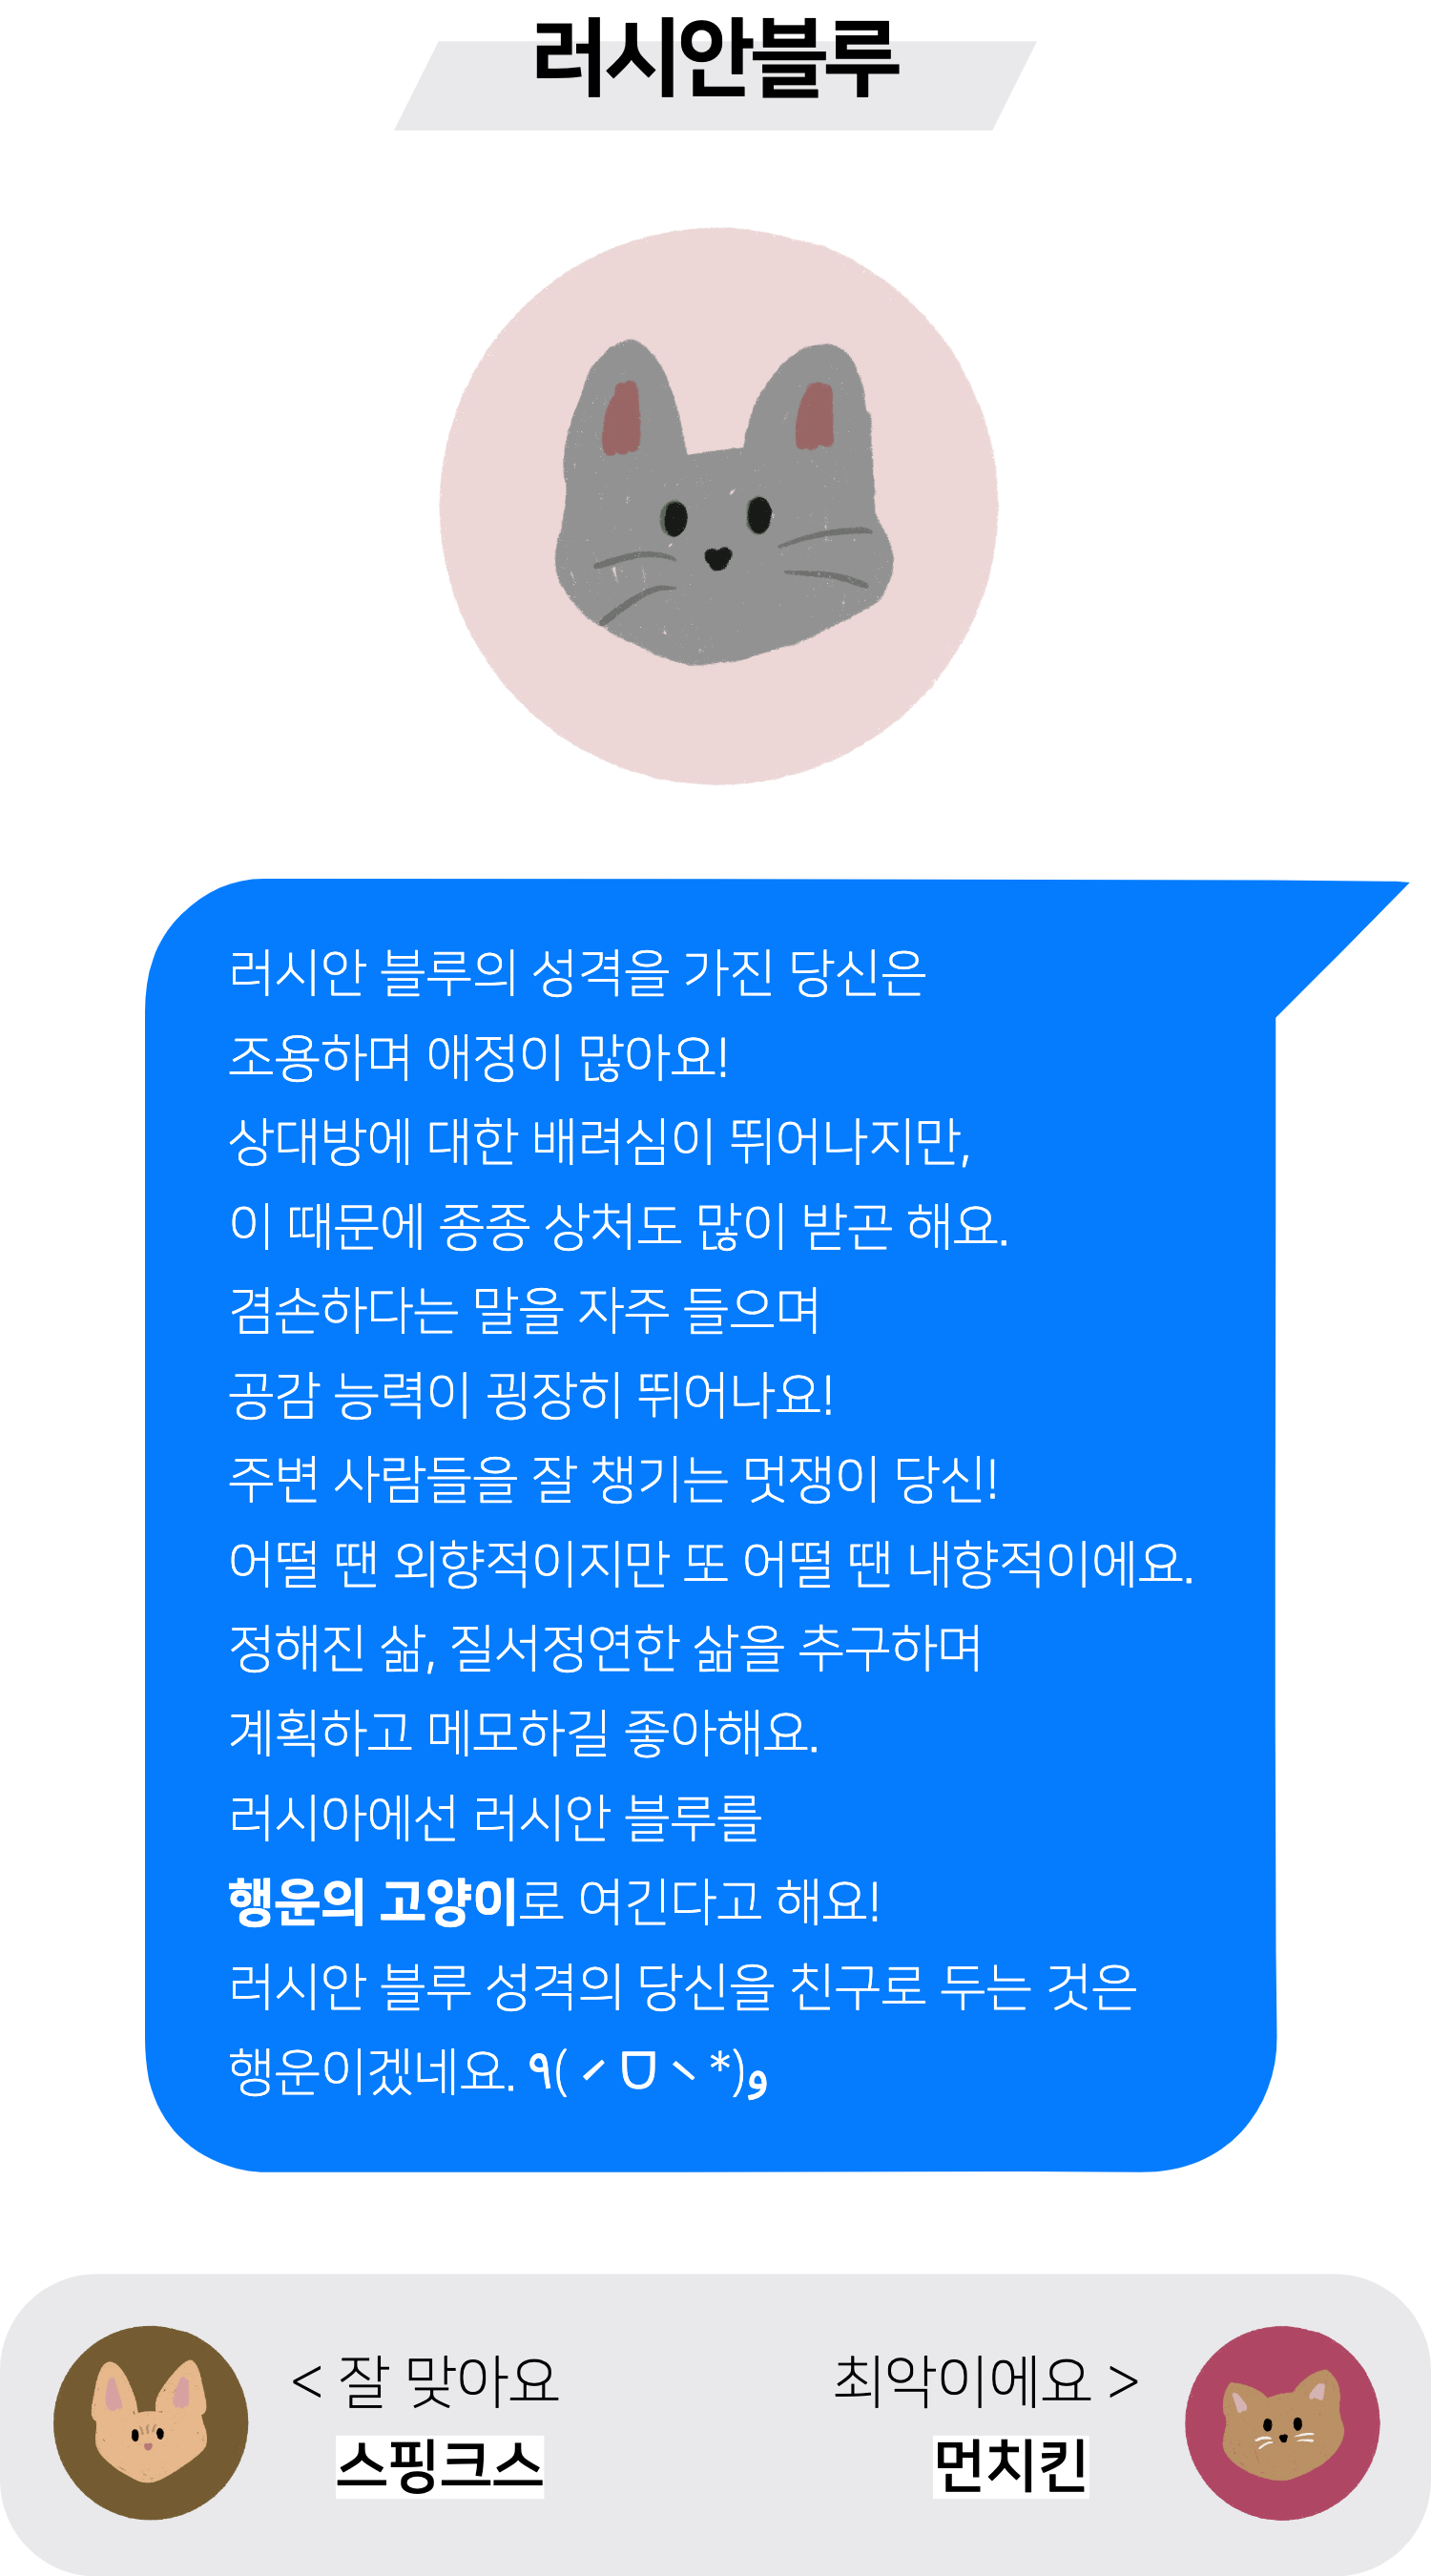 러시안블루
러시안 블루의 성격을 가진 당신은
조용하며 애정이 많아요!
상대방에 대한 배려심이 뛰어나지만,
이 때문에 종종 상처도 많이 받곤 해요.
겸손하다는 말을 자주 들으며
공감 능력이 굉장히 뛰어나요!
주변 사람들을 잘 챙기는 멋쟁이 당신!
어떨 땐 외향적이지만 또 어떨 땐 내향적이에요.
정해진 삶, 질서정연한 삶을 추구하며
계획하고 메모하길 좋아해요.
러시아에선 러시안 블루를
행운의 고양이로 여긴다고 해요!
러시안 블루 성격의 당신을 친구로 두는 것은
행운이겠네요. ٩(ˊᗜˋ*)و
< 잘 맞아요
스핑크스
최악이에요 >
먼치킨